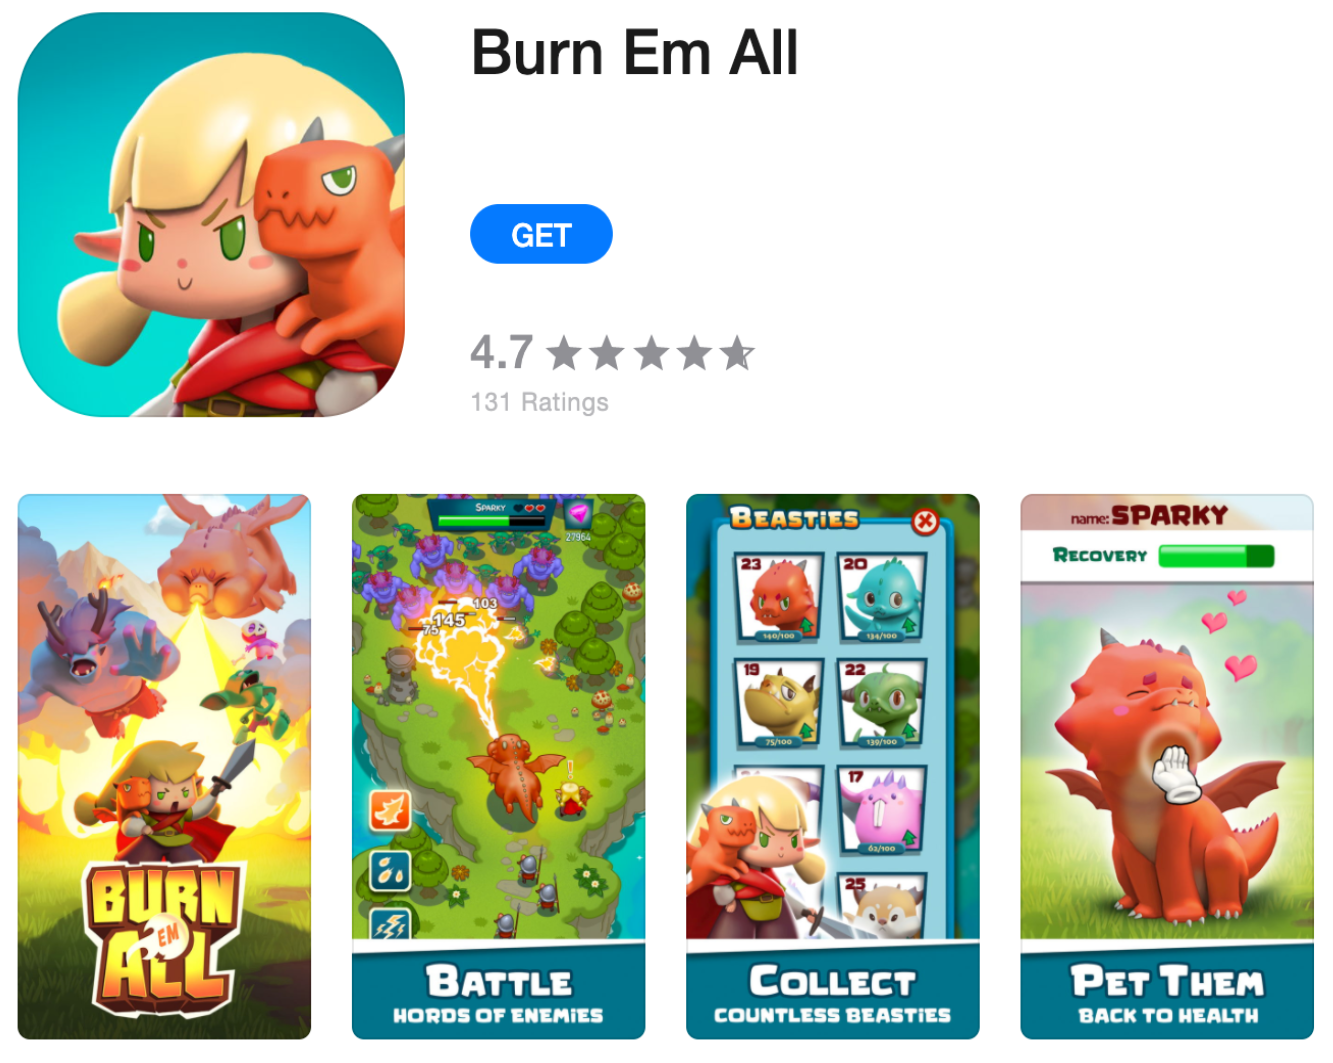 Burn Em All
GET
4.7
131 Ratings
BURN
EM
ALL
SPARKY
27964
103
145
75
BATTLE
HORDS OF ENEMIES
BEASTIES
23
20
140/100
134/100
19
22
75/100
139/100
17
62/100
25
COLLECT
COUNTLESS BEASTIES
name: SPARKY
RECOVERY
PET THEM
BACK TO HEALTH